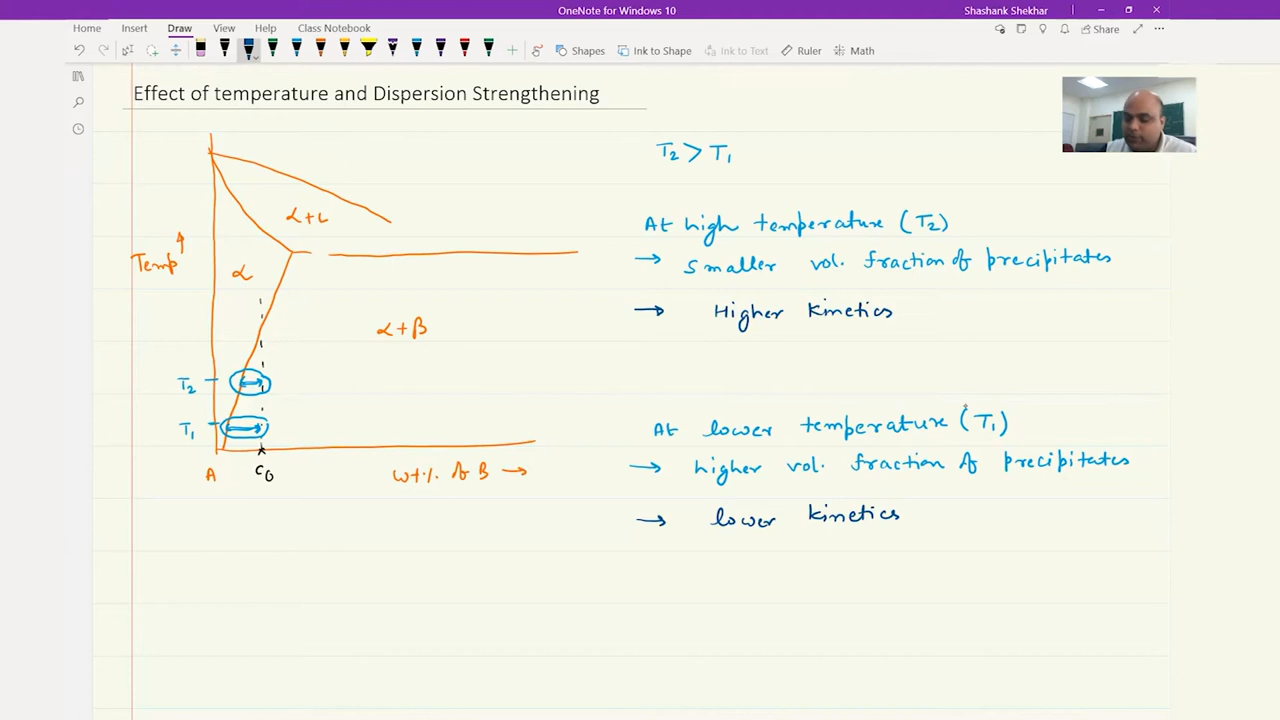 OneNote for Windows 10
Shashank Shekhar
Home Insert Draw View Help Class Notebook
Share
Shapes Ink to Shape Ink to Text Ruler Math
Effect of temperature and Dispersion Strengthening
T2 > T1
α+L
At high temperature (T2)
Temp ↑
→ smaller vol. fraction of precipitates
α
→ Higher kinetics
α+β
T2
T1
At lower temperature (T1)
→ higher vol. fraction of precipitates
A
C0
wt% of B →
→ lower kinetics